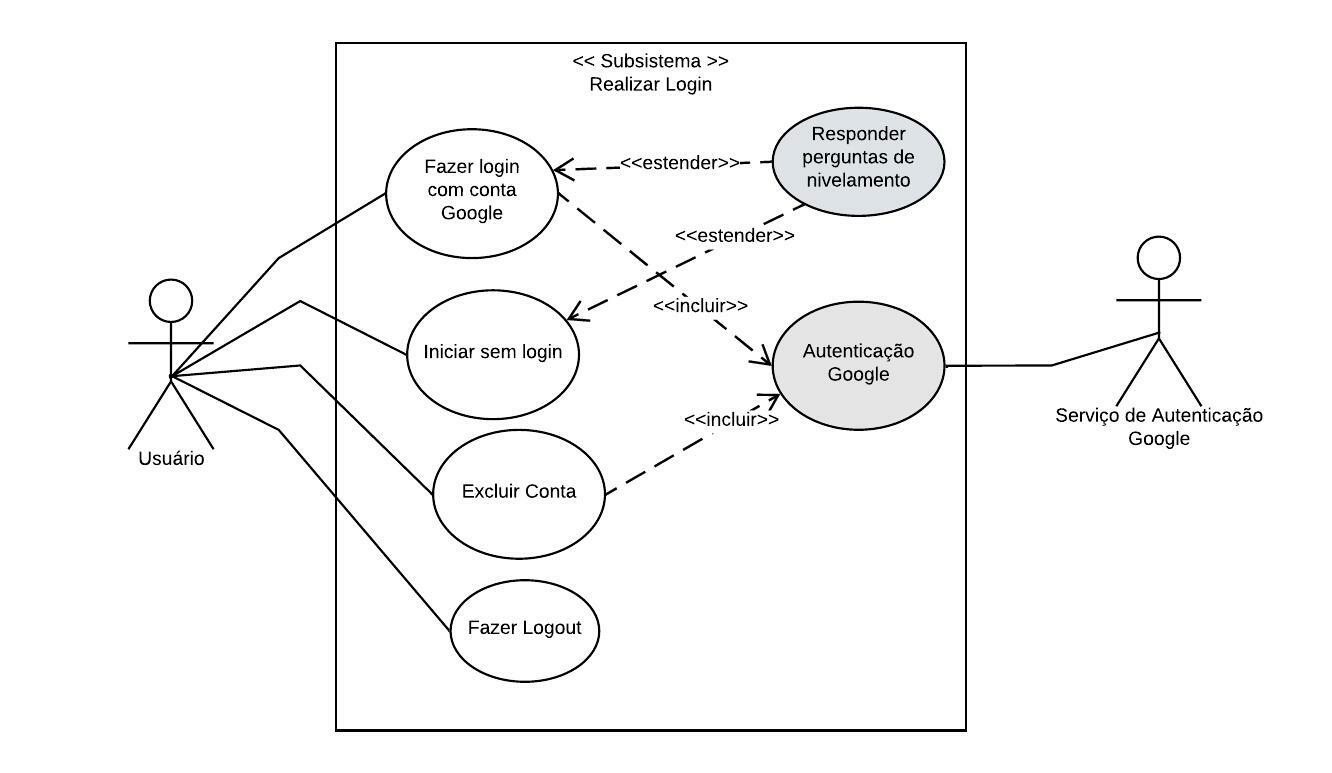 << Subsistema >>
Realizar Login
Fazer login
com conta
Google
<<estender>>
Responder
perguntas de
nivelamento
<<estender>>
<<incluir>>
Iniciar sem login
Autenticação
Google
<<incluir>>
Excluir Conta
Fazer Logout
Usuário
Serviço de Autenticação
Google